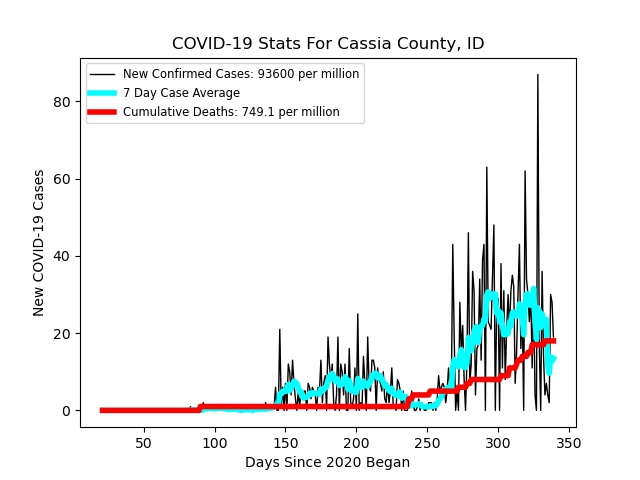 COVID-19 Stats For Cassia County, ID
New Confirmed Cases: 93600 per million
7 Day Case Average
Cumulative Deaths: 749.1 per million
New COVID-19 Cases
80
60
40
20
0
50 100 150 200 250 300 350
Days Since 2020 Began